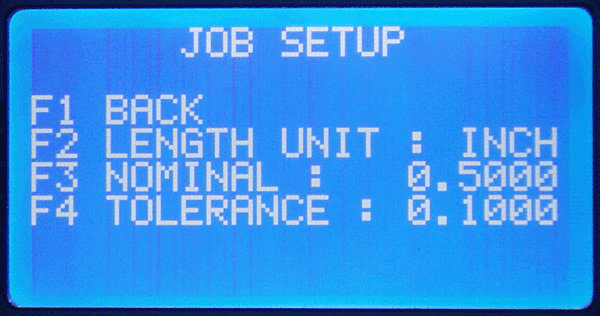 JOB SETUP
F1 BACK
F2 LENGTH UNIT : INCH
F3 NOMINAL : 0.5000
F4 TOLERANCE : 0.1000